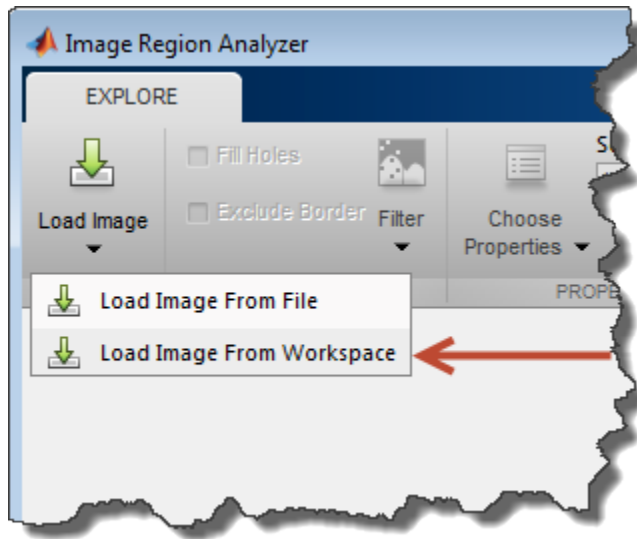 Image Region Analyzer
EXPLORE
Load Image
Fill Holes
Exclude Border
Filter
Choose
Properties
Load Image From File
Load Image From Workspace